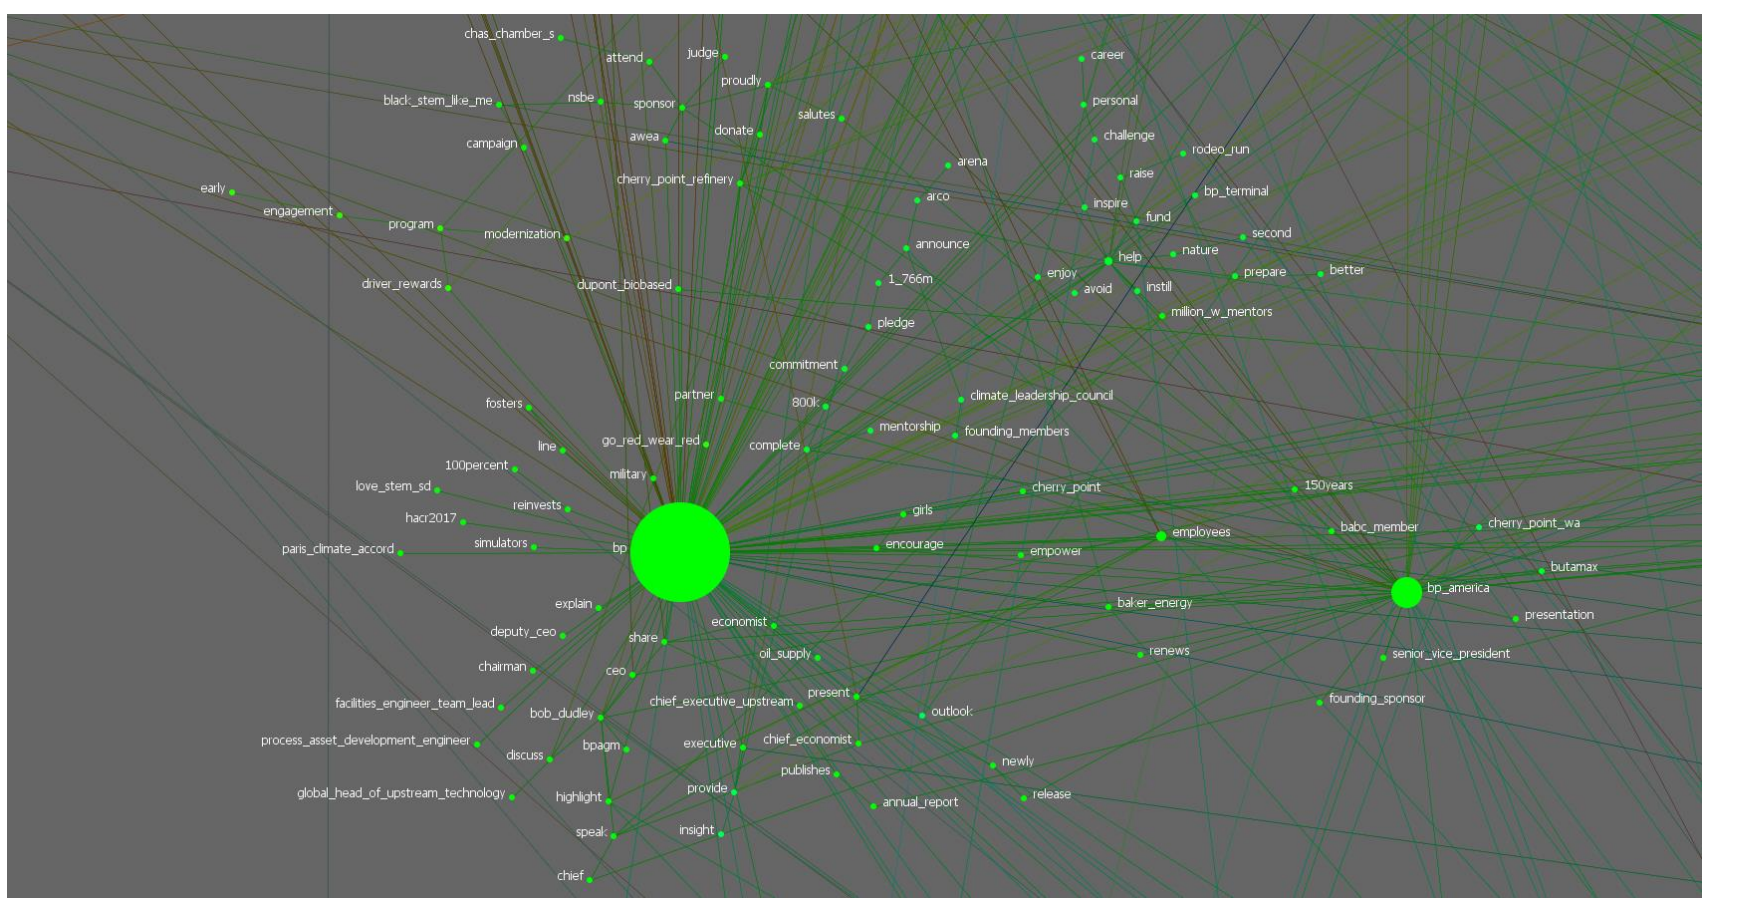 chas_chamber_s
attend
judge
career
proudly
black_stem_like_me
nsbe
sponsor
personal
salutes
campaign
awea
donate
challenge
rodeo_run
arena
cherry_point_refinery
raise
early
arco
bp_terminal
engagement
inspire
fund
program
modernization
announce
second
help
nature
driver_rewards
dupont_biobased
1_766m
enjoy
prepare
better
avoid
instill
pledge
million_w_mentors
commitment
partner
800k
climate_leadership_council
fosters
mentorship
founding_members
line
go_red_wear_red
complete
100percent
military
love_stem_sd
cherry_point
150years
reinvests
girls
hacr2017
babc_member
cherry_point_wa
employees
paris_climate_accord
simulators
bp
encourage
empower
butamax
bp_america
explain
baker_energy
presentation
economist
deputy_ceo
share
oil_supply
renews
senior_vice_president
chairman
ceo
facilities_engineer_team_lead
chief_executive_upstream
present
founding_sponsor
bob_dudley
outlook
process_asset_development_engineer
bpagm
executive
chief_economist
discuss
publishes
newly
global_head_of_upstream_technology
highlight
provide
annual_report
release
speak
insight
chief